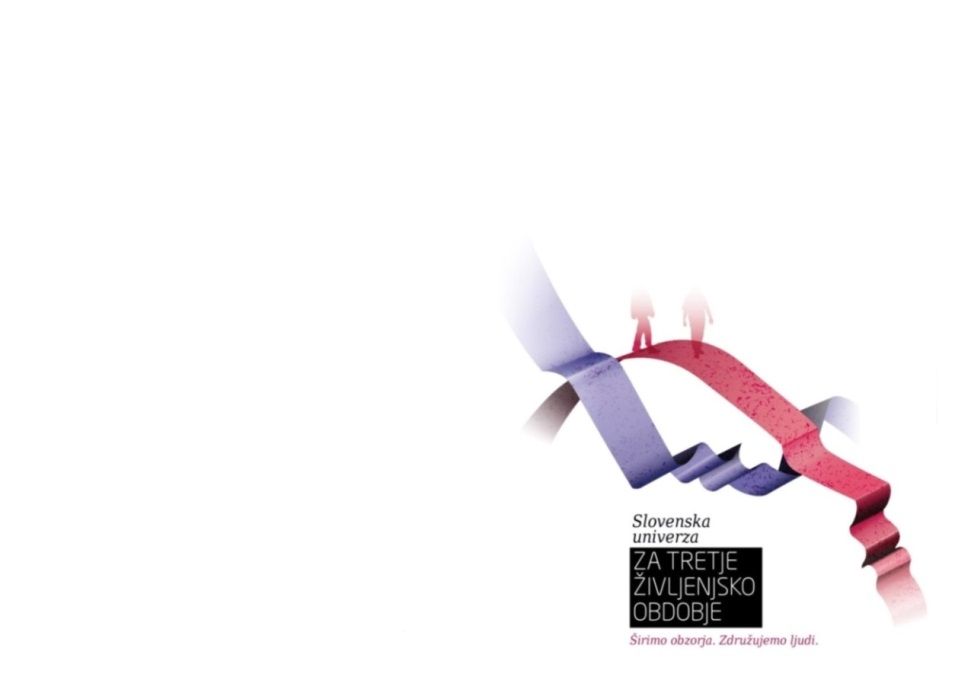 Slovenska
univerza
ZA TRETJE
ŽIVLJENJSKO
OBDOBJE
Širimo obzorja. Združujemo ljudi.